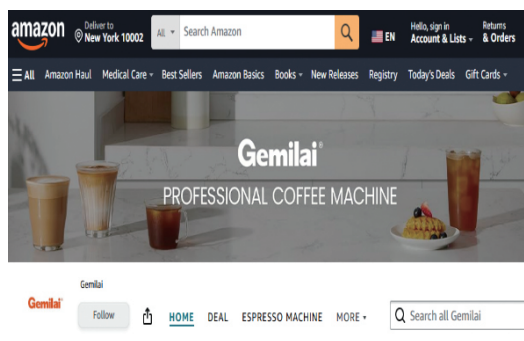 amazon
Deliver to
New York 10002
All
Search Amazon
EN
Hello, sign in
Account & Lists
Returns
& Orders
All Amazon Haul Medical Care Best Sellers Amazon Basics Books New Releases Registry Today's Deals Gift Cards
Gemilai
PROFESSIONAL COFFEE MACHINE
Gemilai
Gemilai
Follow
HOME DEAL ESPRESSO MACHINE MORE
Search all Gemilai